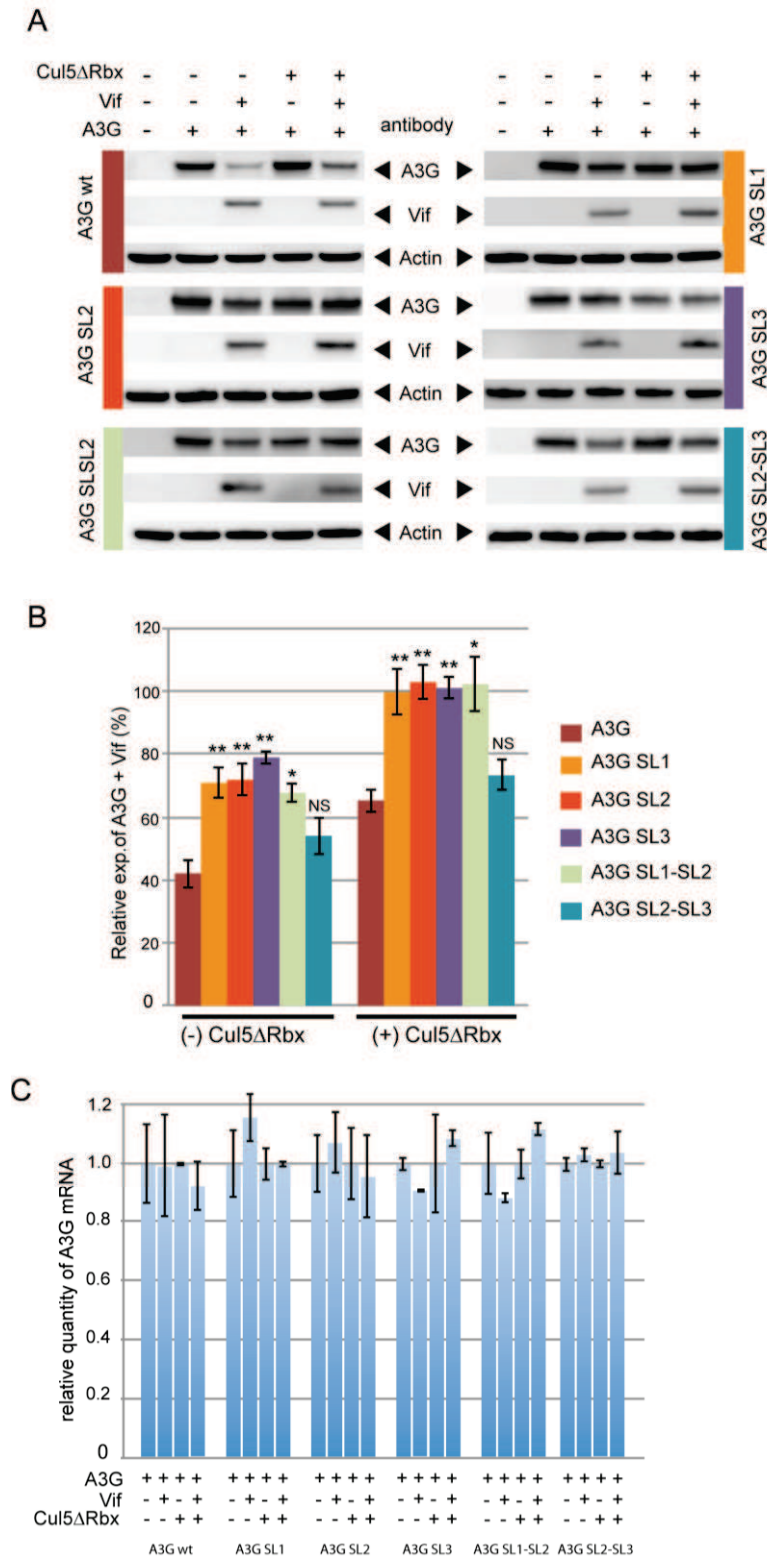 A
Cul5ΔRbx - - - + + - - - + +
Vif - - + - + - - + - +
A3G - + + + + antibody - + + + +
A3G wt
◀ A3G ▶
◀ Vif ▶
◀ Actin ▶
A3G SL1
A3G SL2
◀ A3G ▶
◀ Vif ▶
◀ Actin ▶
A3G SL3
A3G SLSL2
◀ A3G ▶
◀ Vif ▶
◀ Actin ▶
A3G SL2-SL3
B
Relative exp.of A3G + Vif (%)
120
100
80
60
40
20
0
** ** ** * NS
** ** ** * NS
(-) Cul5ΔRbx (+) Cul5ΔRbx
A3G
A3G SL1
A3G SL2
A3G SL3
A3G SL1-SL2
A3G SL2-SL3
C
relative quantity of A3G mRNA
1.2
1.0
0.8
0.6
0.4
0.2
0
A3G + + + + + + + + + + + + + + + + + + + + + + + +
Vif - + - + - + - + - + - + - + - + - + - + - + - +
Cul5ΔRbx - - + + - - + + - - + + - - + + - - + + - - + +
A3G wt A3G SL1 A3G SL2 A3G SL3 A3G SL1-SL2 A3G SL2-SL3